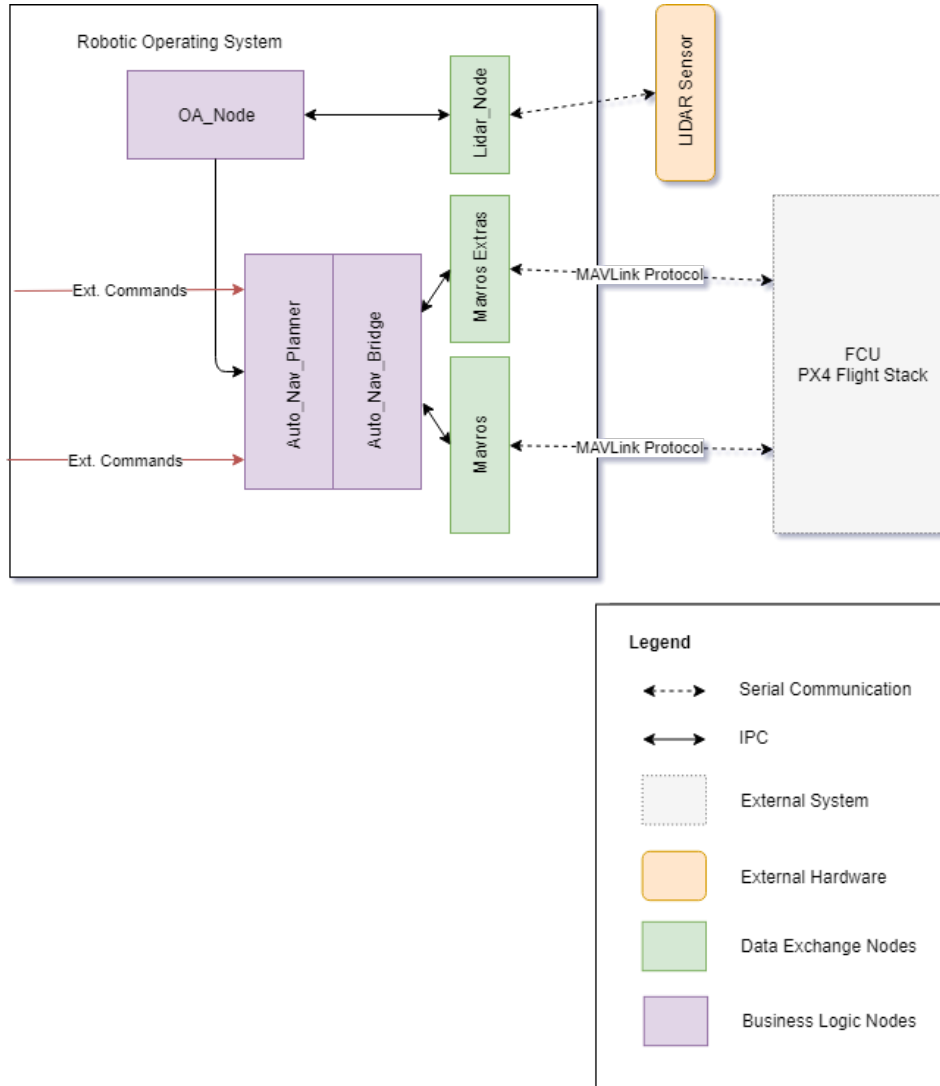 Robotic Operating System
OA_Node
Lidar_Node
LIDAR Sensor
Mavros Extras
MAVLink Protocol
Ext. Commands
Auto_Nav_Planner
Auto_Nav_Bridge
FCU
PX4 Flight Stack
Ext. Commands
Mavros
MAVLink Protocol
Legend
Serial Communication
IPC
External System
External Hardware
Data Exchange Nodes
Business Logic Nodes